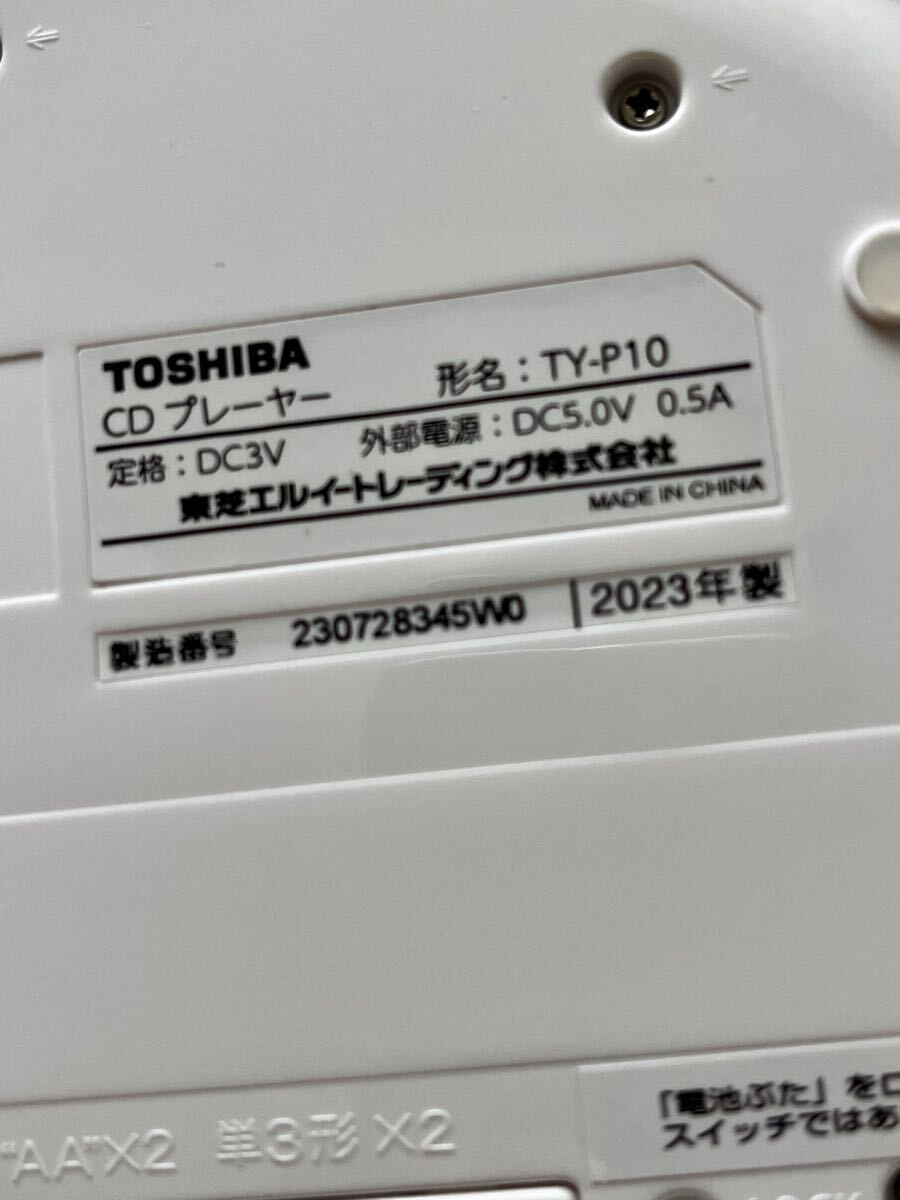 TOSHIBA
CD プレーヤー 形名：TY-P10
定格：DC3V 外部電源：DC5.0V 0.5A
東芝エルイートレーディング株式会社
MADE IN CHINA
製造番号 230728345W0 2023年製
"AA"X2 単3形 X2
「電池ぶた」を
スイッチではあ